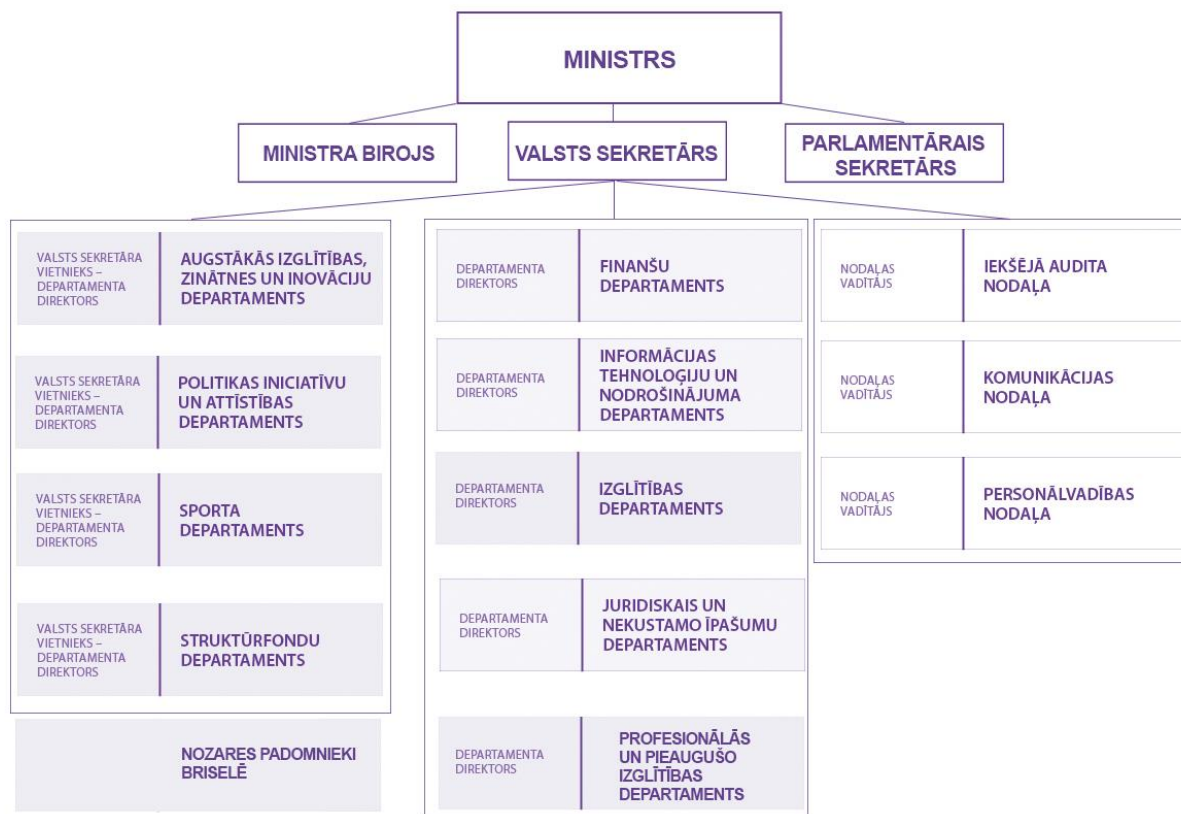 MINISTRS
MINISTRA BIROJS
VALSTS SEKRETĀRS
PARLAMENTĀRAIS
SEKRETĀRS
VALSTS SEKRETĀRA
VIETNIEKS –
DEPARTAMENTA
DIREKTORS
AUGSTĀKĀS IZGLĪTĪBAS,
ZINĀTNES UN INOVĀCIJU
DEPARTAMENTS
VALSTS SEKRETĀRA
VIETNIEKS –
DEPARTAMENTA
DIREKTORS
POLITIKAS INICIATĪVU
UN ATTĪSTĪBAS
DEPARTAMENTS
VALSTS SEKRETĀRA
VIETNIEKS –
DEPARTAMENTA
DIREKTORS
SPORTA
DEPARTAMENTS
VALSTS SEKRETĀRA
VIETNIEKS –
DEPARTAMENTA
DIREKTORS
STRUKTŪRFONDU
DEPARTAMENTS
NOZARES PADOMNIEKI
BRISELĒ
DEPARTAMENTA
DIREKTORS
FINANŠU
DEPARTAMENTS
DEPARTAMENTA
DIREKTORS
INFORMĀCIJAS
TEHNOLOĢIJU UN
NODROŠINĀJUMA
DEPARTAMENTS
DEPARTAMENTA
DIREKTORS
IZGLĪTĪBAS
DEPARTAMENTS
DEPARTAMENTA
DIREKTORS
JURIDISKAIS UN
NEKUSTAMO ĪPAŠUMU
DEPARTAMENTS
DEPARTAMENTA
DIREKTORS
PROFESIONĀLĀS
UN PIEAUGUŠO
IZGLĪTĪBAS
DEPARTAMENTS
NODAĻAS
VADĪTĀJS
IEKŠĒJĀ AUDITA
NODAĻA
NODAĻAS
VADĪTĀJS
KOMUNIKĀCIJAS
NODAĻA
NODAĻAS
VADĪTĀJS
PERSONĀLVADĪBAS
NODAĻA